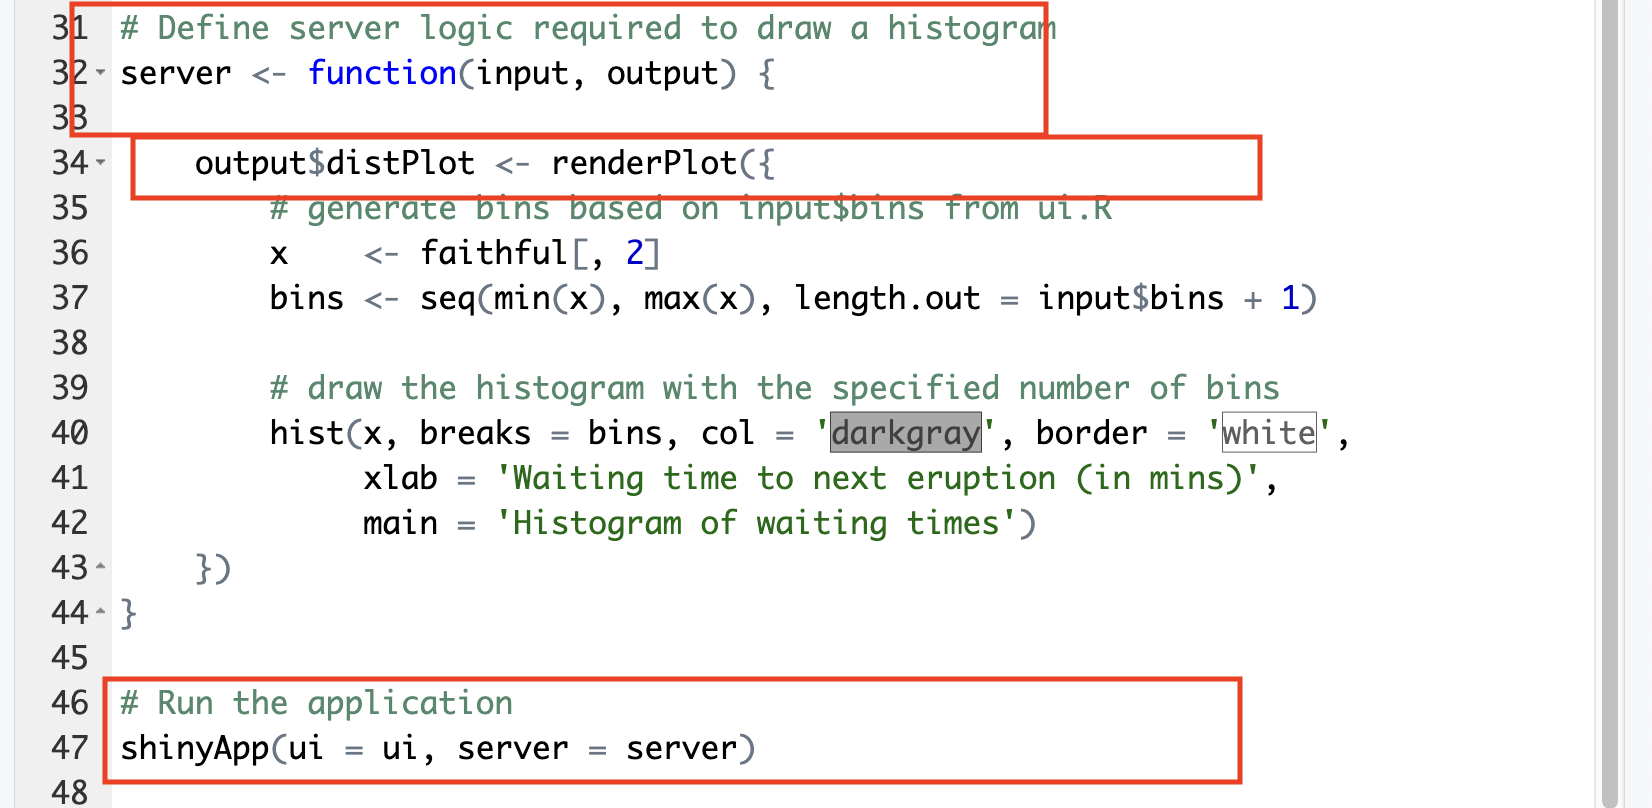 31 # Define server logic required to draw a histogram
32 server <- function(input, output) {
33
34     output$distPlot <- renderPlot({
35         # generate bins based on input$bins from ui.R
36         x    <- faithful[, 2]
37         bins <- seq(min(x), max(x), length.out = input$bins + 1)
38
39         # draw the histogram with the specified number of bins
40         hist(x, breaks = bins, col = 'darkgray', border = 'white',
41              xlab = 'Waiting time to next eruption (in mins)',
42              main = 'Histogram of waiting times')
43     })
44 }
45
46 # Run the application
47 shinyApp(ui = ui, server = server)
48